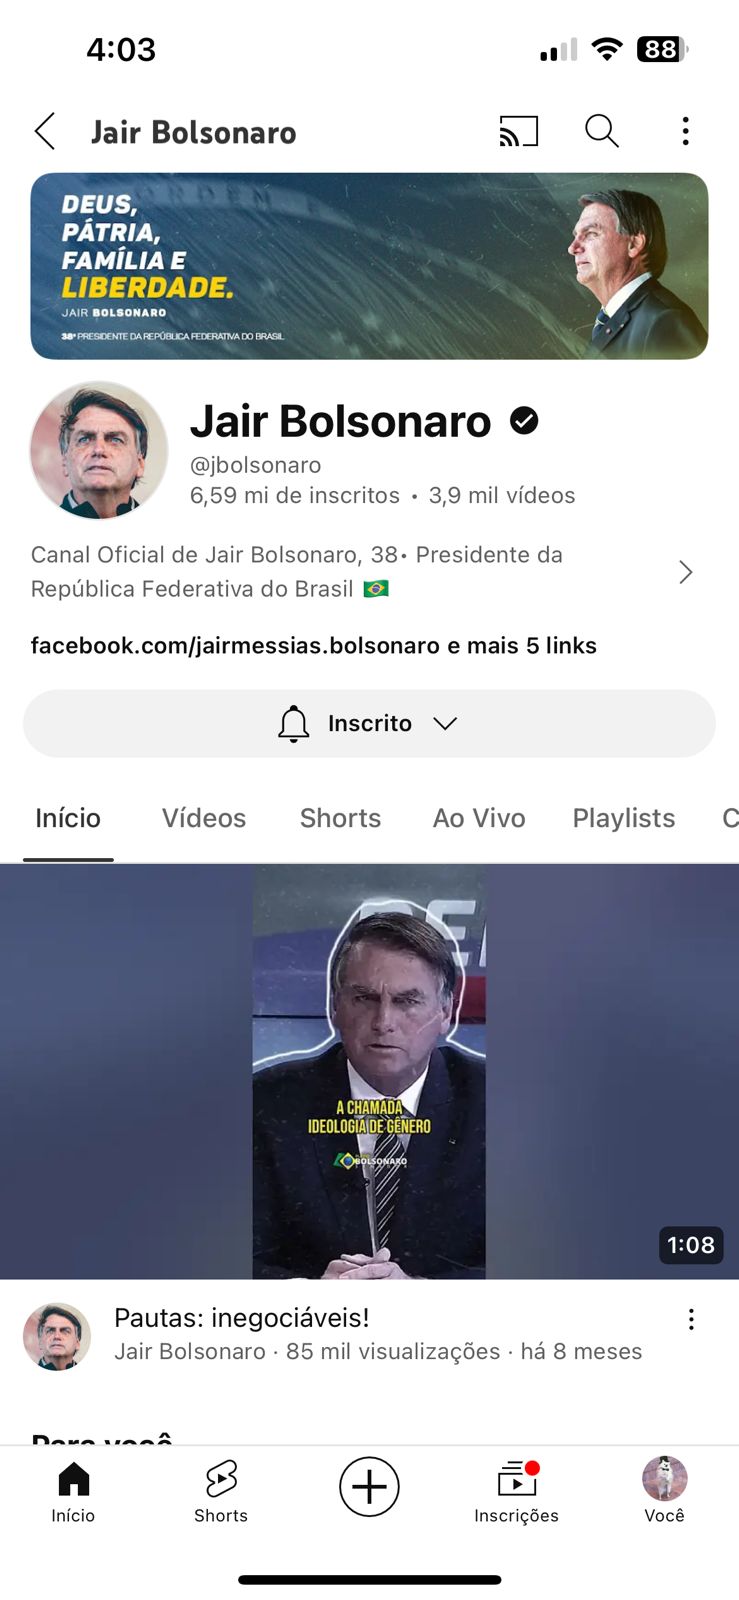 4:03
88
Jair Bolsonaro
DEUS,
PÁTRIA,
FAMÍLIA E
LIBERDADE.
JAIR BOLSONARO
38º PRESIDENTE DA REPÚBLICA FEDERATIVA DO BRASIL
Jair Bolsonaro
@jbolsonaro
6,59 mi de inscritos • 3,9 mil vídeos
Canal Oficial de Jair Bolsonaro, 38• Presidente da
República Federativa do Brasil 🇧🇷
facebook.com/jairmessias.bolsonaro e mais 5 links
Inscrito
Início Vídeos Shorts Ao Vivo Playlists C
A CHAMADA
IDEOLOGIA DE GÊNERO
BOLSONARO
1:08
Pautas: inegociáveis!
Jair Bolsonaro · 85 mil visualizações · há 8 meses
Para você
Início Shorts Inscrições Você